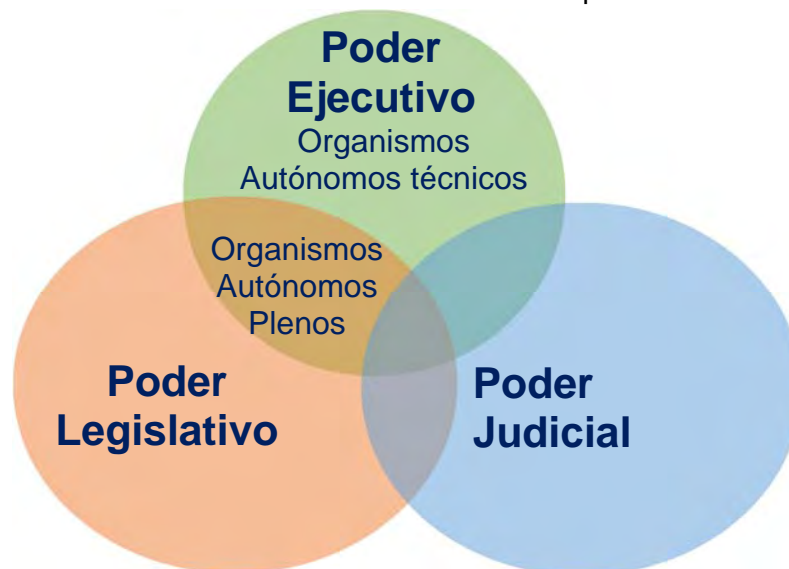 Poder
Ejecutivo
Organismos
Autónomos técnicos
Organismos
Autónomos
Plenos
Poder
Legislativo
Poder
Judicial